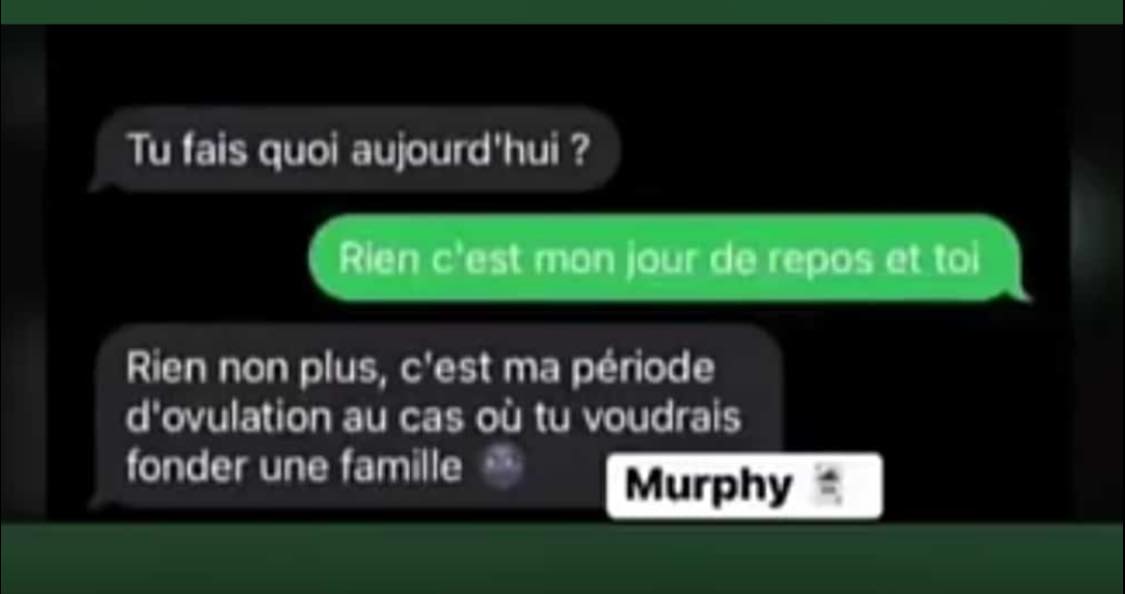 Tu fais quoi aujourd'hui ?
Rien c'est mon jour de repos et toi
Rien non plus, c'est ma période
d'ovulation au cas où tu voudrais
fonder une famille
Murphy